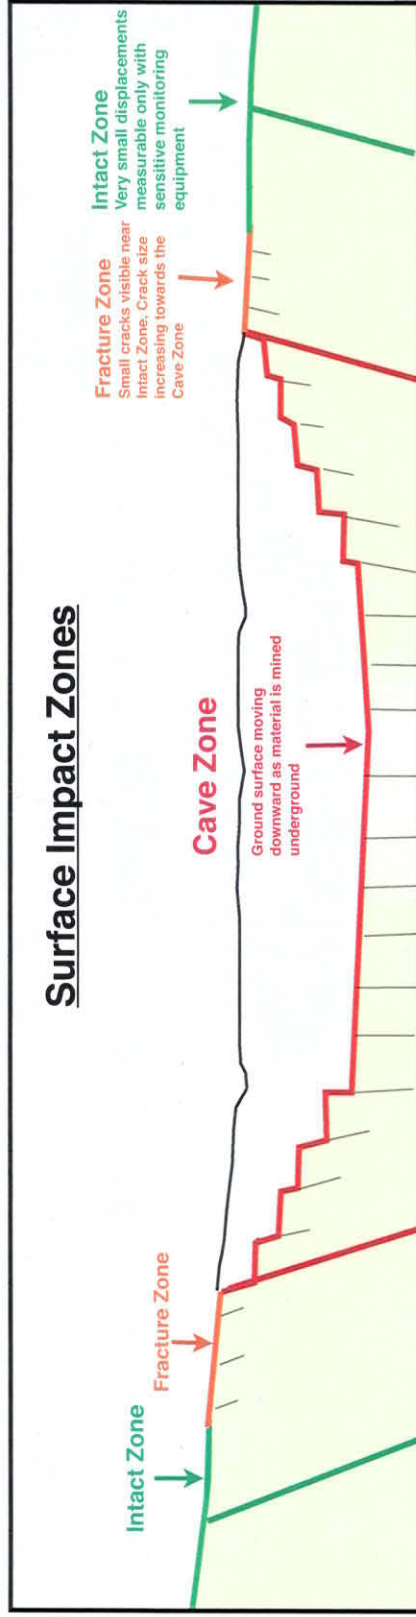 Surface Impact Zones
Intact Zone
Fracture Zone
Cave Zone
Ground surface moving
downward as material is mined
underground
Fracture Zone
Small cracks visible near
Intact Zone, Crack size
increasing towards the
Cave Zone
Intact Zone
Very small displacements
measurable only with
sensitive monitoring
equipment